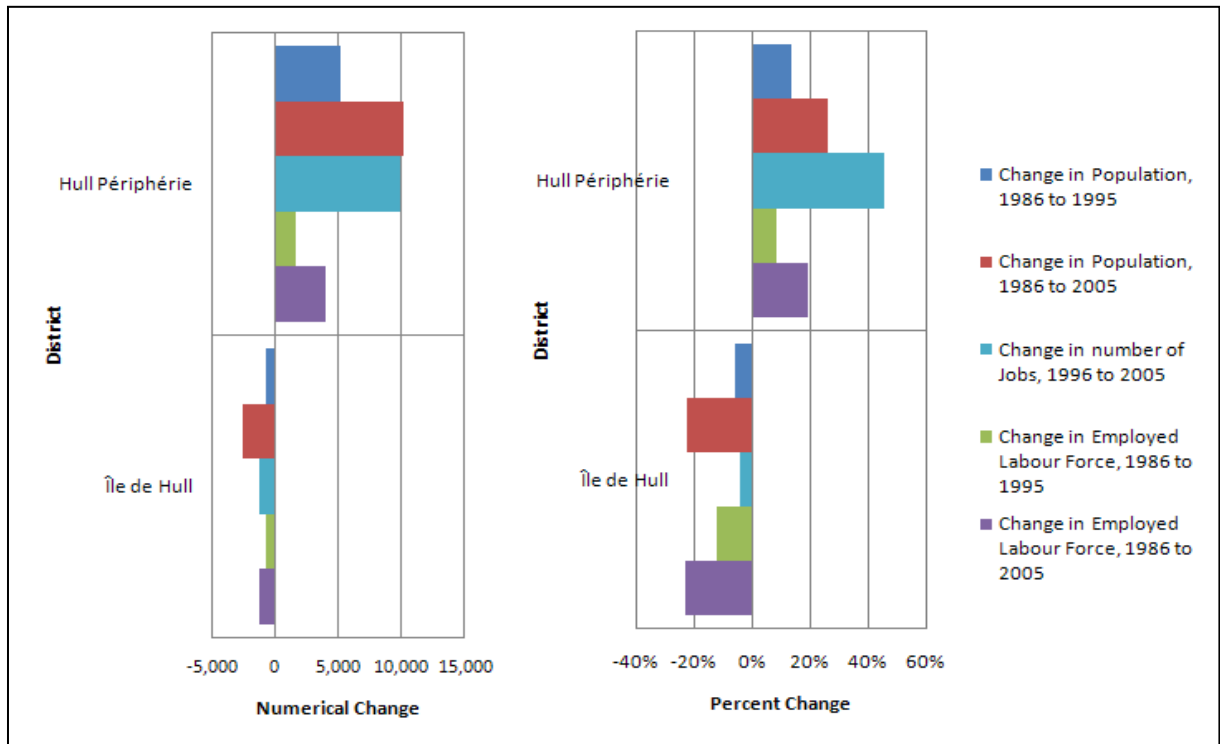 Hull Périphérie
Île de Hull
District
-5,000 0 5,000 10,000 15,000
Numerical Change
Hull Périphérie
Île de Hull
District
-40% -20% 0% 20% 40% 60%
Percent Change
Change in Population,
1986 to 1995
Change in Population,
1986 to 2005
Change in number of
Jobs, 1996 to 2005
Change in Employed
Labour Force, 1986 to
1995
Change in Employed
Labour Force, 1986 to
2005